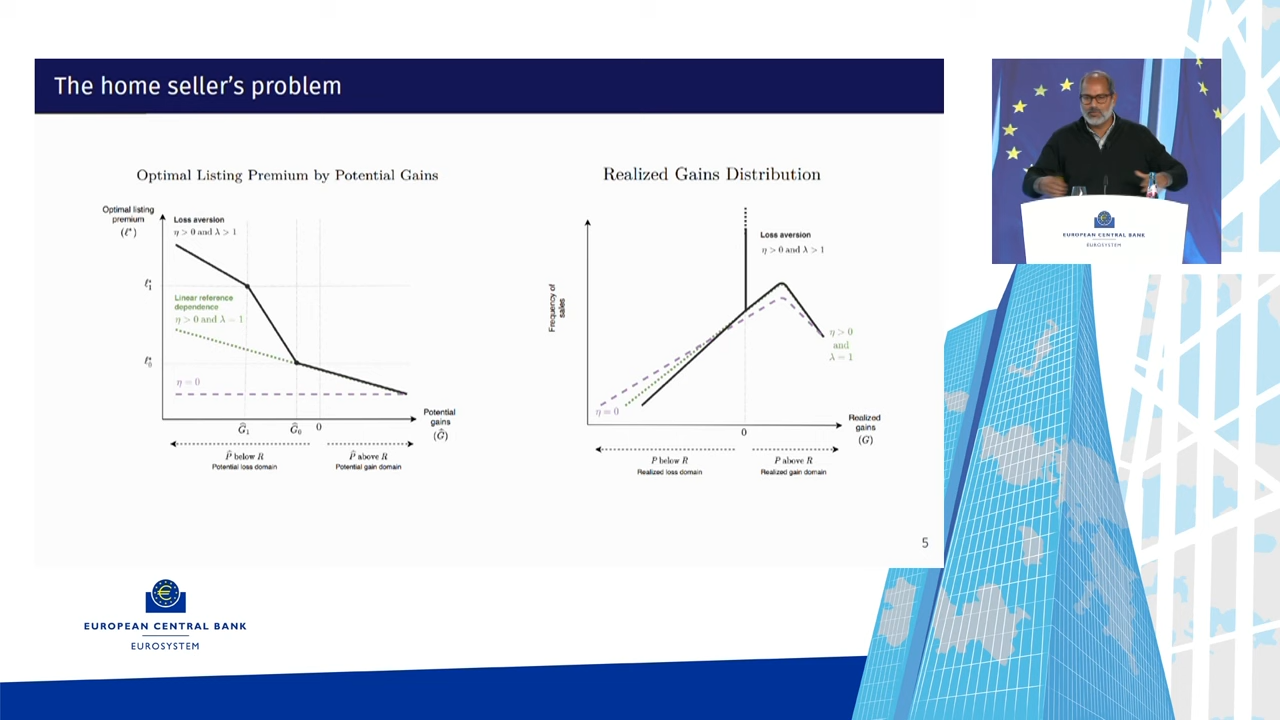 The home seller's problem
Optimal Listing Premium by Potential Gains
Optimal listing
premium
(ℓ*)
Loss aversion
η > 0 and λ > 1
ℓ*1
Linear reference
dependence
η > 0 and λ = 1
ℓ*0
η = 0
Ĝ1
Ĝ0
0
Potential
gains
(Ĝ)
P̂ below R
Potential loss domain
P̂ above R
Potential gain domain
Realized Gains Distribution
Frequency of
sales
Loss aversion
η > 0 and λ > 1
η > 0
and
λ = 1
η = 0
0
Realized
gains
(G)
P below R
Realized loss domain
P above R
Realized gain domain
5
EUROPEAN CENTRAL BANK
EUROSYSTEM
EUROPEAN CENTRAL BANK
EUROSYSTEM